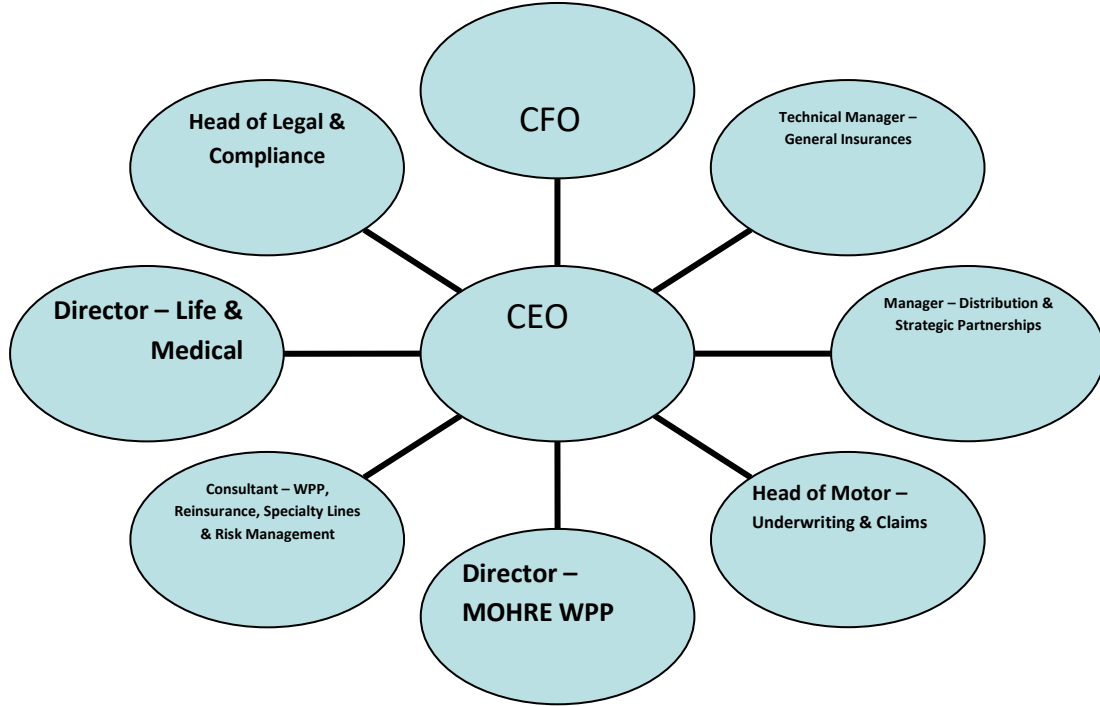 CFO
Head of Legal &
Compliance
Technical Manager –
General Insurances
Director – Life &
Medical
CEO
Manager – Distribution &
Strategic Partnerships
Consultant – WPP,
Reinsurance, Specialty Lines
& Risk Management
Director –
MOHRE WPP
Head of Motor –
Underwriting & Claims